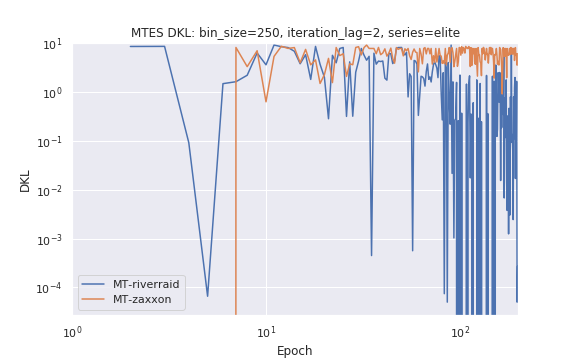 MTES DKL: bin_size=250, iteration_lag=2, series=elite
10¹
10⁰
10⁻¹
10⁻²
10⁻³
10⁻⁴
DKL
MT-riverraid
MT-zaxxon
10⁰
10¹
10²
Epoch